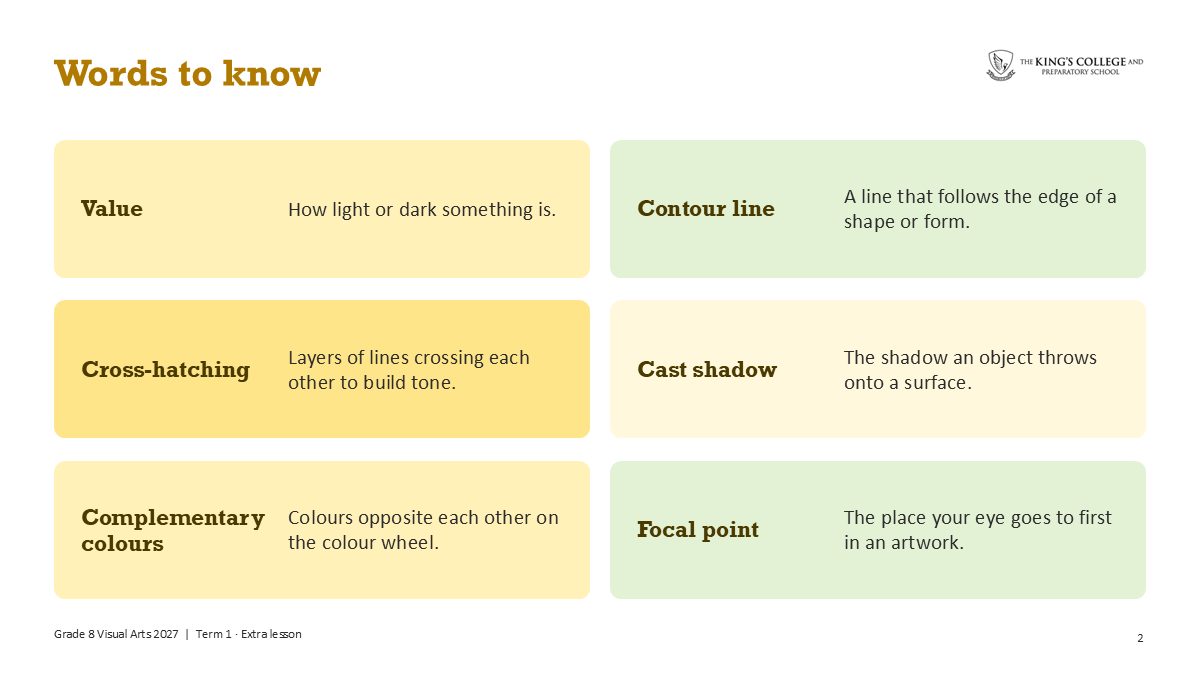 Words to know
THE KING'S COLLEGE AND
PREPARATORY SCHOOL
Value
How light or dark something is.
Contour line
A line that follows the edge of a
shape or form.
Cross-hatching
Layers of lines crossing each
other to build tone.
Cast shadow
The shadow an object throws
onto a surface.
Complementary
colours
Colours opposite each other on
the colour wheel.
Focal point
The place your eye goes to first
in an artwork.
Grade 8 Visual Arts 2027 | Term 1 · Extra lesson
2